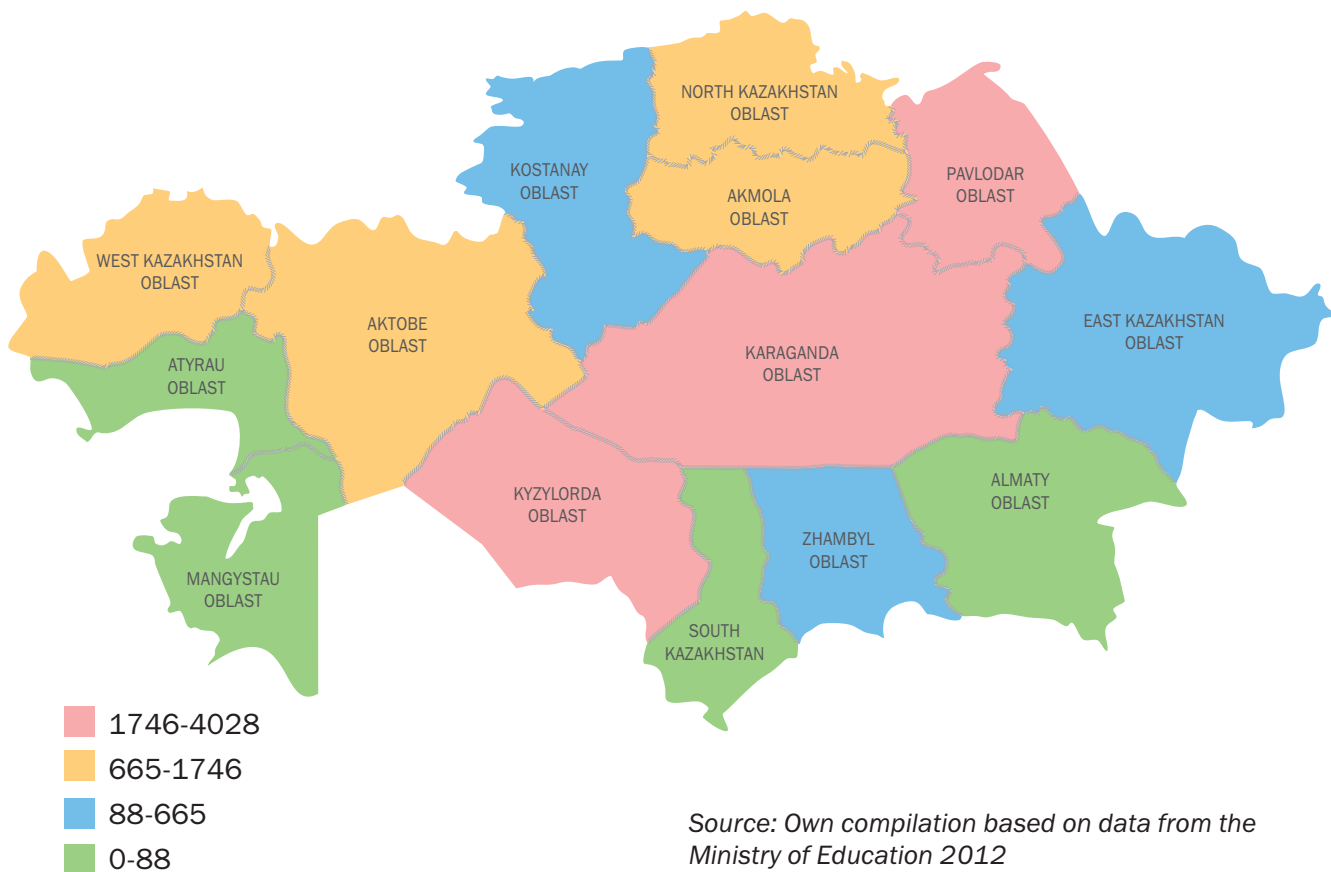 NORTH KAZAKHSTAN
OBLAST
KOSTANAY
OBLAST
PAVLODAR
OBLAST
AKMOLA
OBLAST
WEST KAZAKHSTAN
OBLAST
AKTOBE
OBLAST
EAST KAZAKHSTAN
OBLAST
KARAGANDA
OBLAST
ATYRAU
OBLAST
ALMATY
OBLAST
KYZYLORDA
OBLAST
ZHAMBYL
OBLAST
MANGYSTAU
OBLAST
SOUTH
KAZAKHSTAN
1746-4028
665-1746
88-665
0-88
Source: Own compilation based on data from the
Ministry of Education 2012